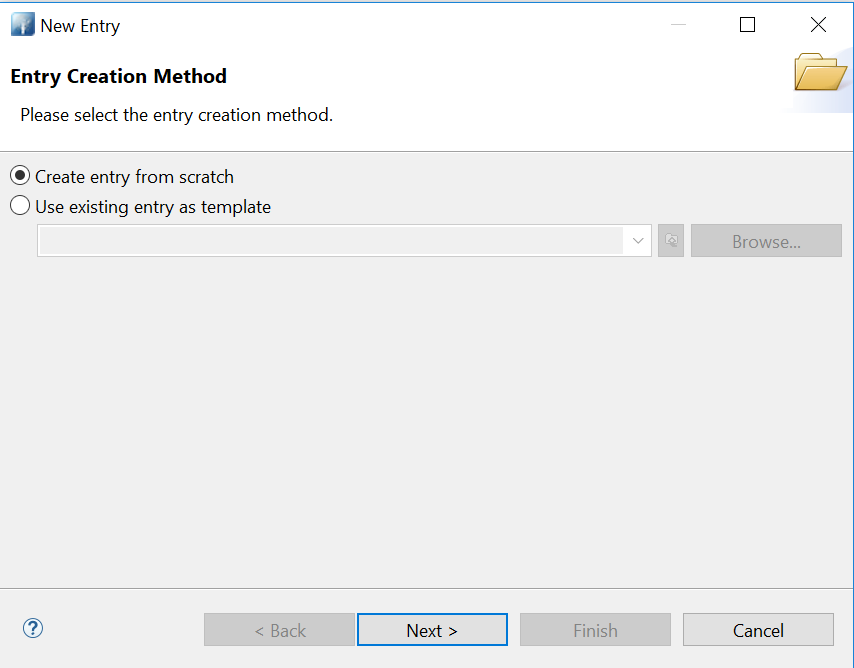 New Entry
Entry Creation Method
Please select the entry creation method.
Create entry from scratch
Use existing entry as template
Browse...
?
< Back
Next >
Finish
Cancel